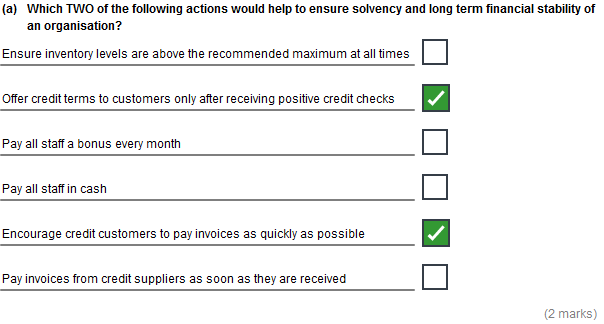 (a) Which TWO of the following actions would help to ensure solvency and long term financial stability of
an organisation?
Ensure inventory levels are above the recommended maximum at all times
Offer credit terms to customers only after receiving positive credit checks
Pay all staff a bonus every month
Pay all staff in cash
Encourage credit customers to pay invoices as quickly as possible
Pay invoices from credit suppliers as soon as they are received
(2 marks)